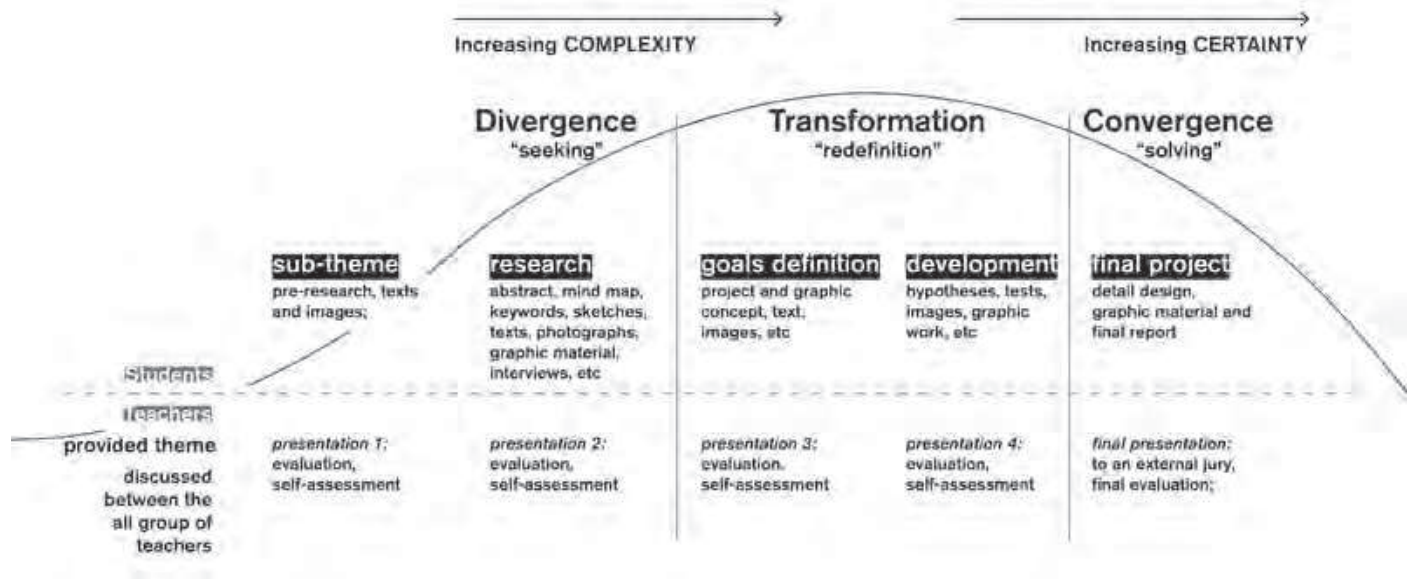 Increasing COMPLEXITY
Increasing CERTAINTY
Divergence
"seeking"
Transformation
"redefinition"
Convergence
"solving"
sub-theme
pre-research, texts
and images;
research
abstract, mind map,
keywords, sketches,
texts, photographs,
graphic material,
interviews, etc
goals definition
project and graphic
concept, text,
images, etc
development
hypotheses, tests,
images, graphic
work, etc
final project
detail design,
graphic material and
final report
Students
Teachers
provided theme
discussed
between the
all group of
teachers
presentation 1:
evaluation,
self-assessment
presentation 2:
evaluation,
self-assessment
presentation 3:
evaluation,
self-assessment
presentation 4:
evaluation,
self-assessment
final presentation:
to an external jury,
final evaluation;